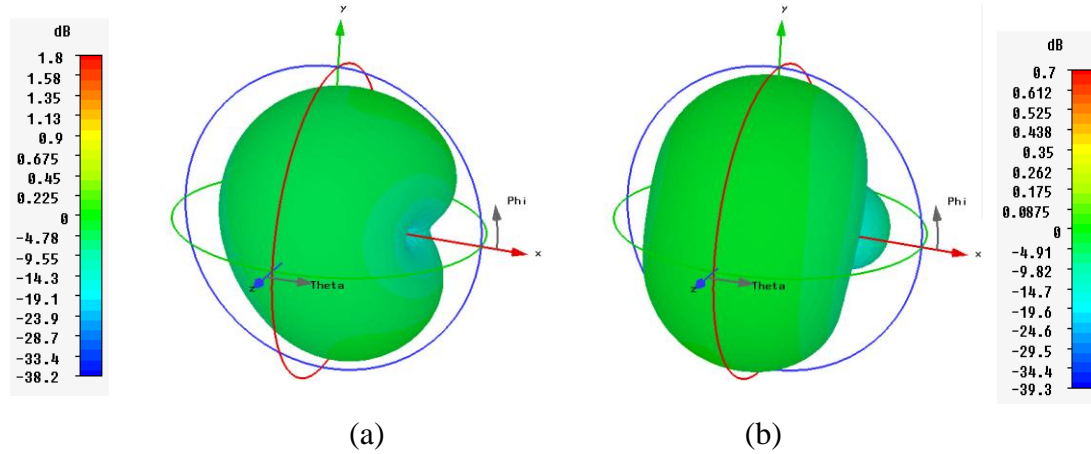 dB
1.8
1.58
1.35
1.13
0.9
0.675
0.45
0.225
0
-4.78
-9.55
-14.3
-19.1
-23.9
-28.7
-33.4
-38.2
y
Phi
x
Theta
z
(a)
y
Phi
x
Theta
z
(b)
dB
0.7
0.612
0.525
0.438
0.35
0.262
0.175
0.0875
0
-4.91
-9.82
-14.7
-19.6
-24.6
-29.5
-34.4
-39.3